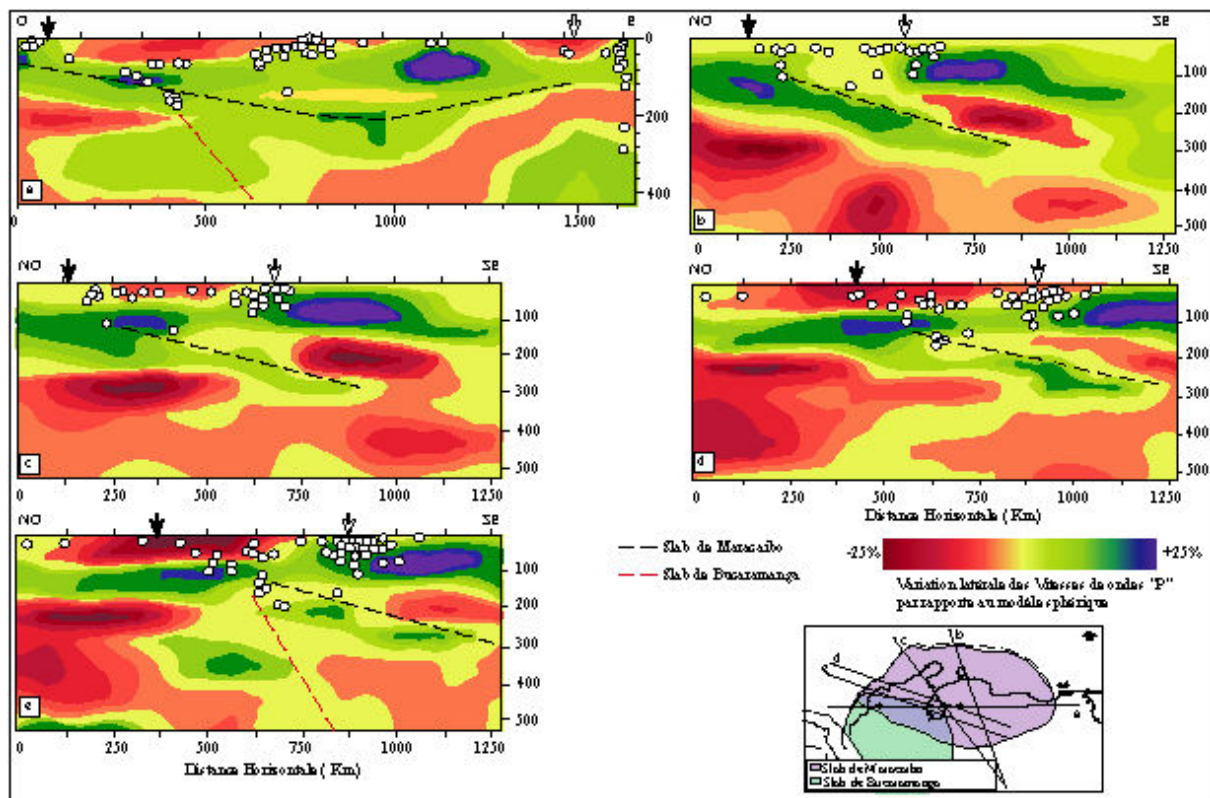 O E
0
200
400
a
0 500 1000 1500
NO SE
100
200
300
400
500
b
0 250 500 750 1000 1250
NO SE
100
200
300
400
500
c
0 250 500 750 1000 1250
NO SE
100
200
300
400
500
d
0 250 500 750 1000 1250
Distance Horizontale ( Km)
NO SE
100
200
300
400
500
e
0 250 500 750 1000 1250
Distance Horizontale ( Km)
Slab de Maracaibo
Slab de Bucaramanga
-25% +25%
Variation latérale des Vitesses de ondes "P"
par rapporte au modèle sphérique
c b
e d
a
Slab de Maracaibo
Slab de Bucaramanga